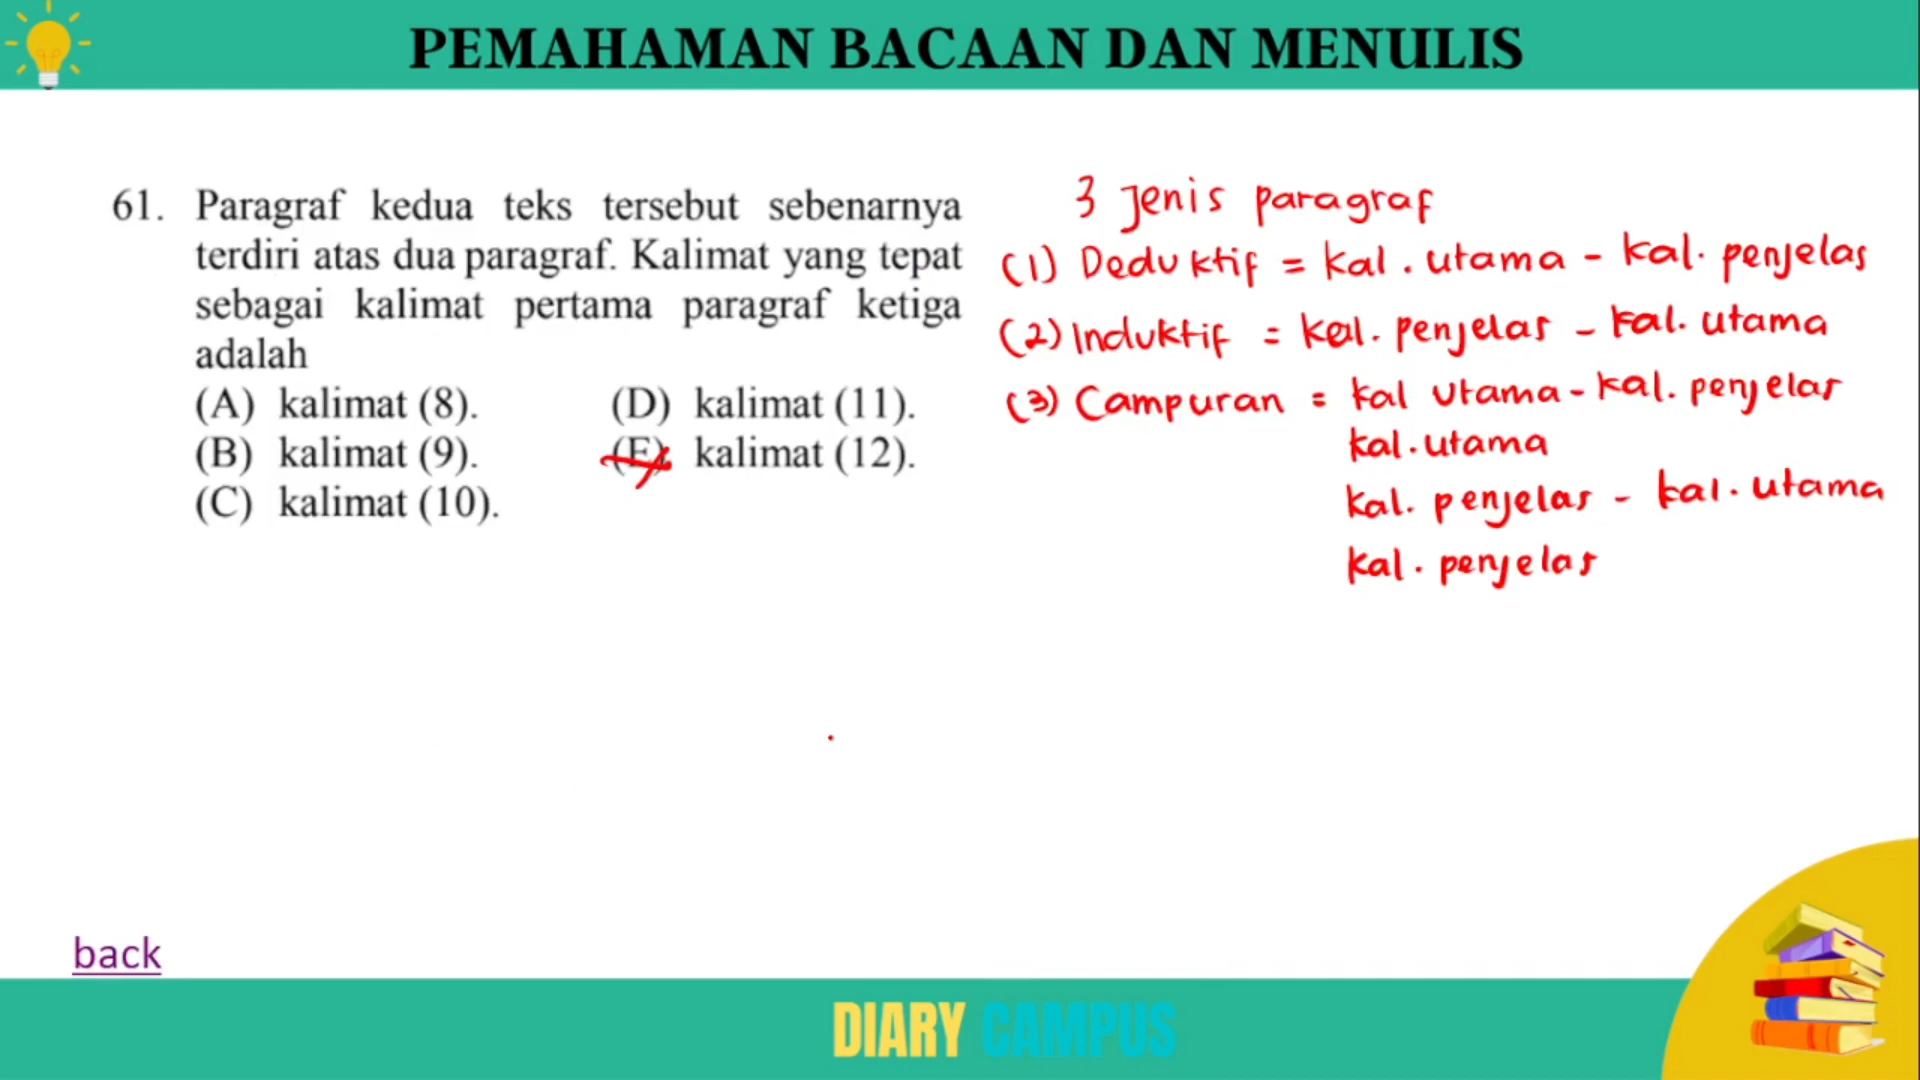 PEMAHAMAN BACAAN DAN MENULIS
61. Paragraf kedua teks tersebut sebenarnya
terdiri atas dua paragraf. Kalimat yang tepat
sebagai kalimat pertama paragraf ketiga
adalah
(A) kalimat (8).
(B) kalimat (9).
(C) kalimat (10).
(D) kalimat (11).
(E) kalimat (12).
3 Jenis paragraf
(1) Deduktif = kal. utama - kal. penjelas
(2) Induktif = kal. penjelas - kal. utama
(3) Campuran = kal utama - kal. penjelas
kal. utama
kal. penjelas - kal. utama
kal. penjelas
back
DIARY CAMPUS